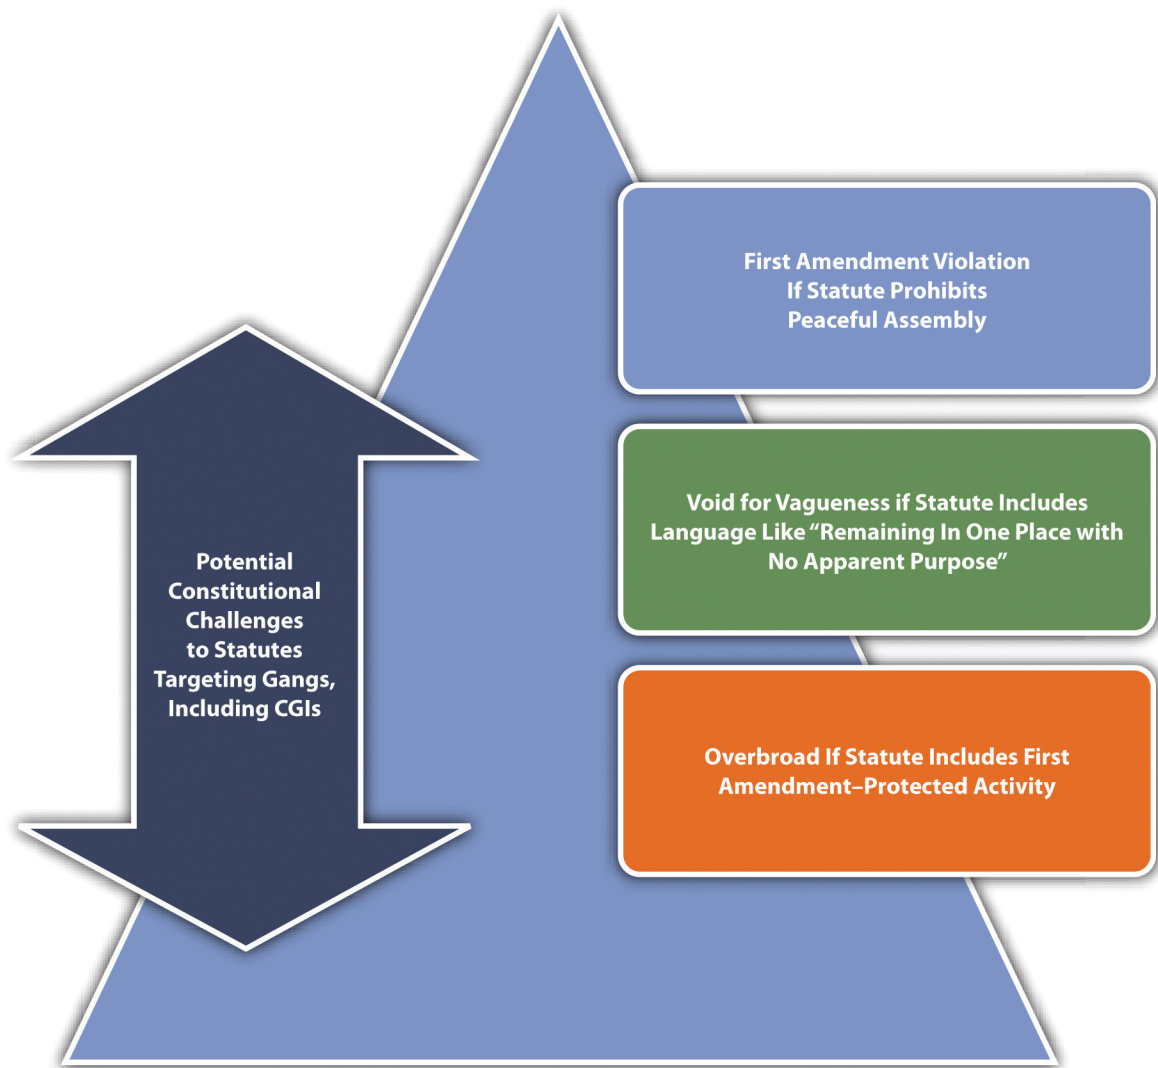 First Amendment Violation
If Statute Prohibits
Peaceful Assembly
Void for Vagueness if Statute Includes
Language Like “Remaining In One Place with
No Apparent Purpose”
Potential
Constitutional
Challenges
to Statutes
Targeting Gangs,
Including CGIs
Overbroad If Statute Includes First
Amendment–Protected Activity